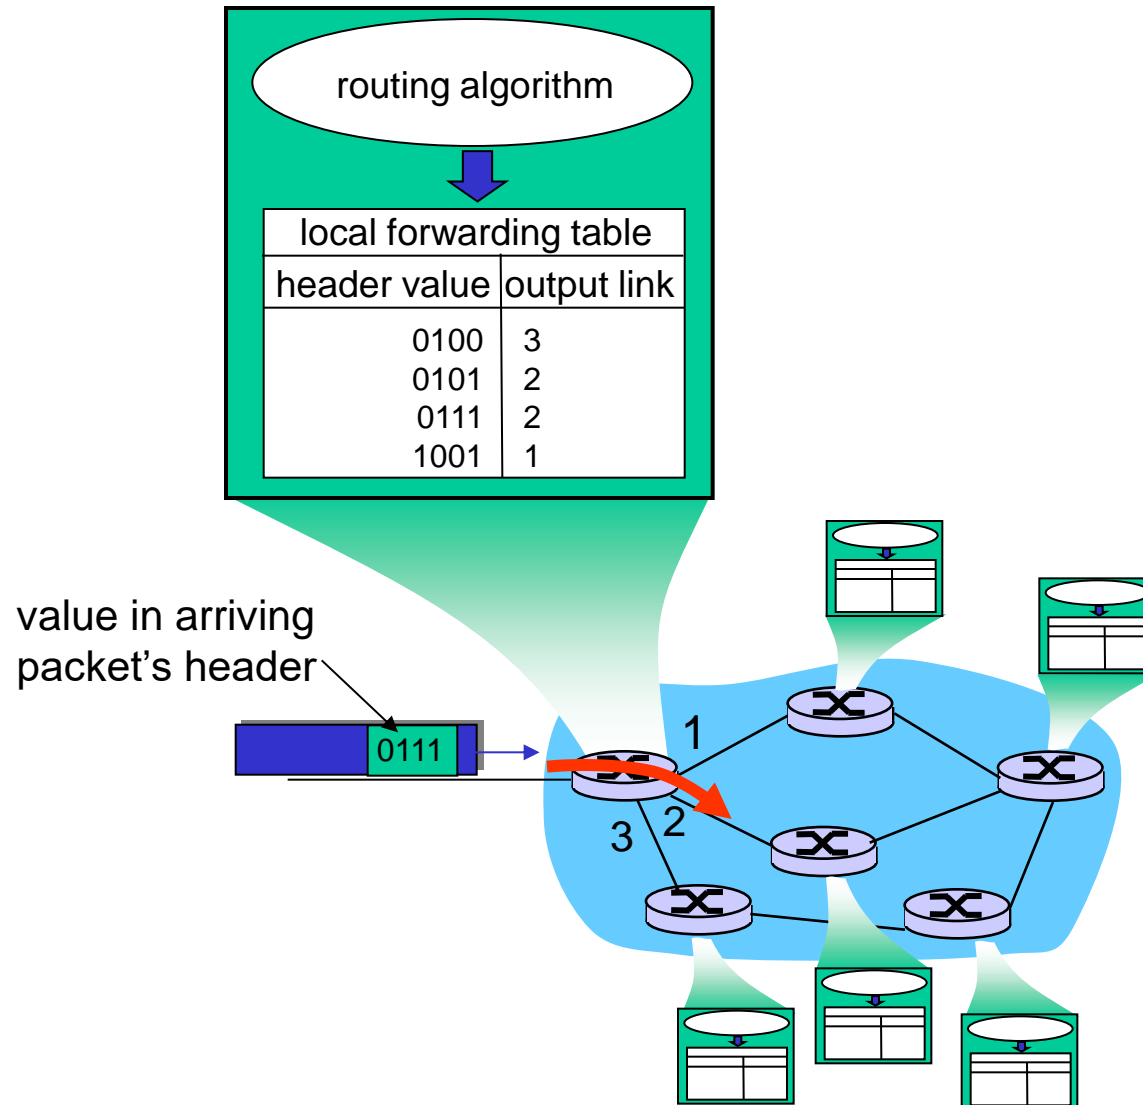 routing algorithm
local forwarding table
header value output link
0100 3
0101 2
0111 2
1001 1
value in arriving
packet's header
0111
1
2
3